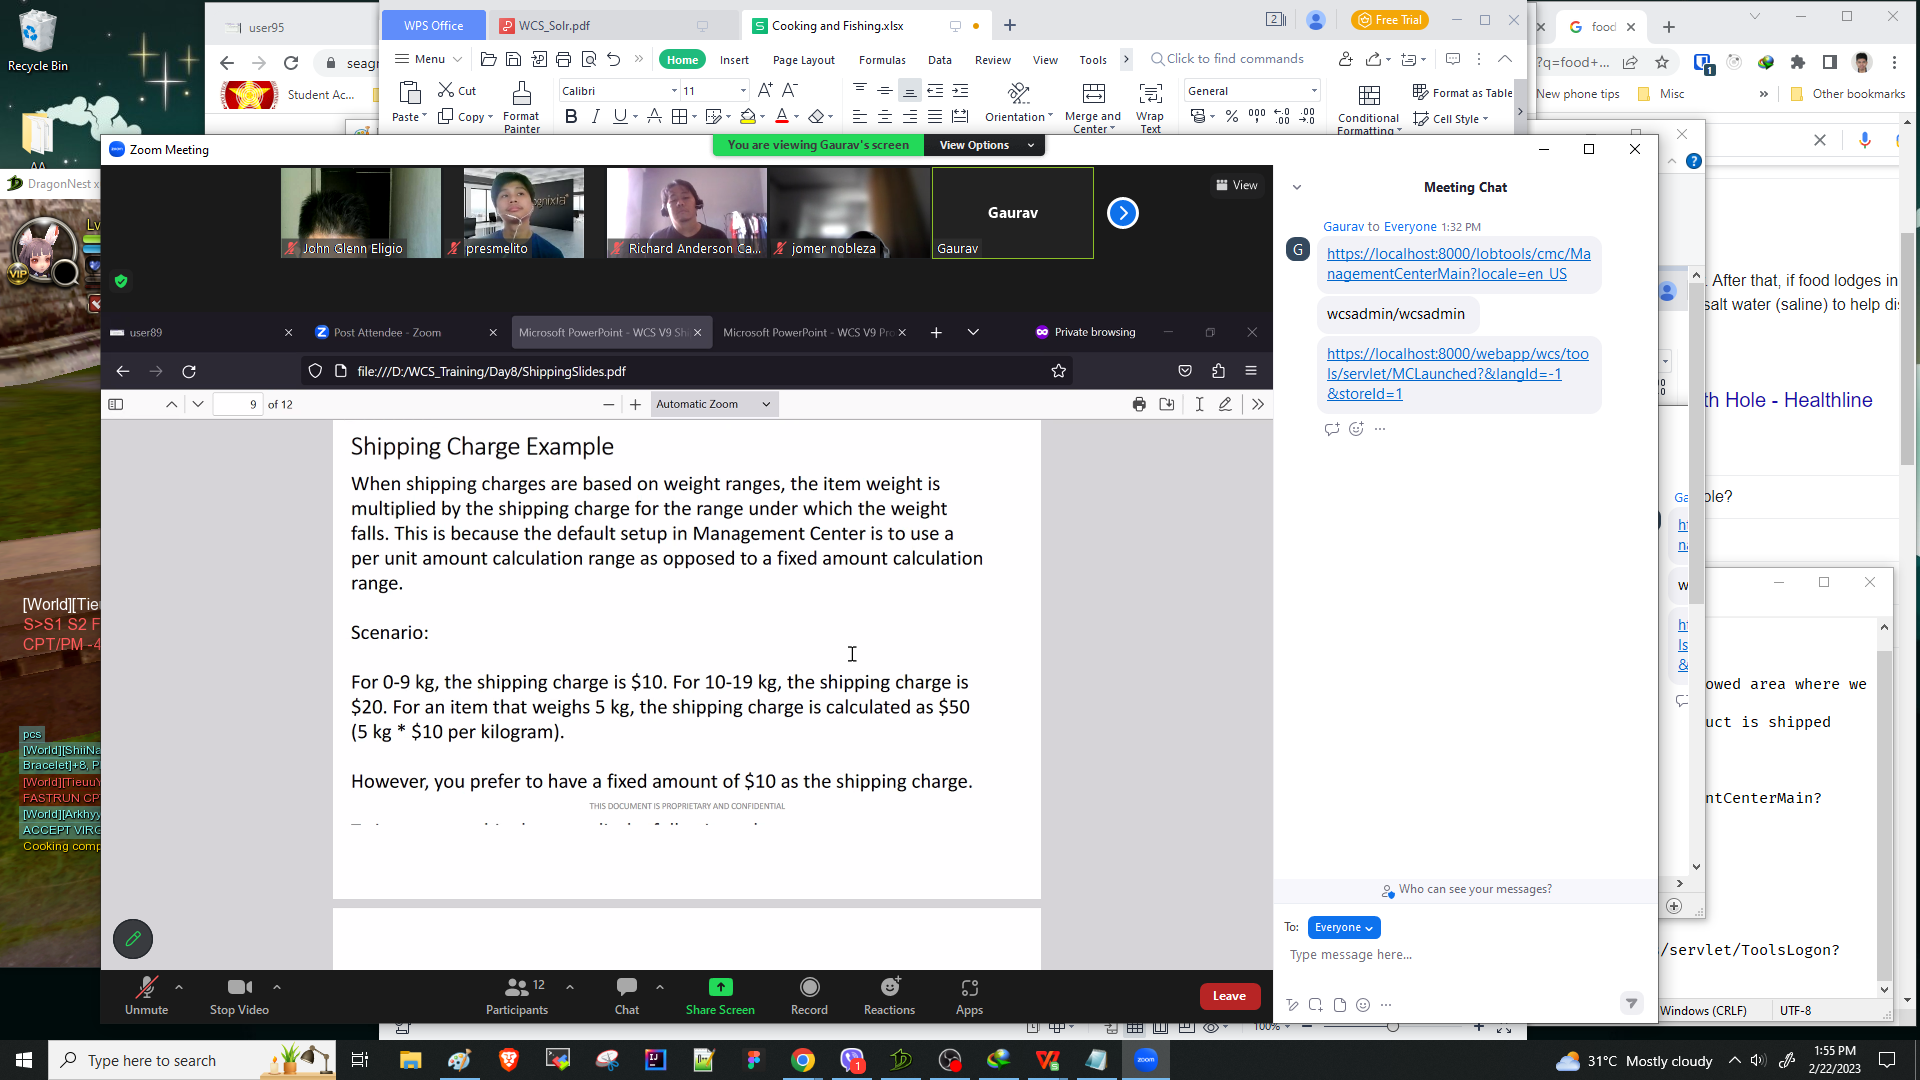 Recycle Bin
user95
WPS Office
WCS_Solr.pdf
Cooking and Fishing.xlsx
Free Trial
food
Menu
Home
Insert
Page Layout
Formulas
Data
Review
View
Tools
Click to find commands
?q=food+...
Student Ac...
Paste
Cut
Copy
Format
Painter
Calibri
11
Orientation
Merge and
Center
Wrap
Text
General
Conditional
Formatting
Format as Table
Cell Style
New phone tips
Misc
Other bookmarks
DragonNest
Zoom Meeting
You are viewing Gaurav's screen
View Options
John Glenn Eligio
presmelito
Richard Anderson Ca...
jomer nobleza
Gaurav
Gaurav
View
VIP
user89
Post Attendee - Zoom
Microsoft PowerPoint - WCS V9 Shi
Microsoft PowerPoint - WCS V9 Pro
Private browsing
file:///D:/WCS_Training/Day8/ShippingSlides.pdf
9
of 12
Automatic Zoom
Shipping Charge Example
When shipping charges are based on weight ranges, the item weight is
multiplied by the shipping charge for the range under which the weight
falls. This is because the default setup in Management Center is to use a
per unit amount calculation range as opposed to a fixed amount calculation
range.
Scenario:
For 0-9 kg, the shipping charge is $10. For 10-19 kg, the shipping charge is
$20. For an item that weighs 5 kg, the shipping charge is calculated as $50
(5 kg * $10 per kilogram).
However, you prefer to have a fixed amount of $10 as the shipping charge.
THIS DOCUMENT IS PROPRIETARY AND CONFIDENTIAL
Unmute
Stop Video
Participants
12
Chat
Share Screen
Record
Reactions
Apps
Leave
Meeting Chat
Gaurav to Everyone 1:32 PM
G
https://localhost:8000/lobtools/cmc/Ma
nagementCenterMain?locale=en_US
wcsadmin/wcsadmin
https://localhost:8000/webapp/wcs/too
ls/servlet/MCLaunched?&langId=-1
&storeId=1
Who can see your messages?
To: Everyone
Type message here...
After that, if food lodges in
salt water (saline) to help
th Hole - Healthline
ple?
owed area where we
uct is shipped
ntCenterMain?
/servlet/ToolsLogon?
Windows (CRLF)
UTF-8
100%
[World][Tieu
S>S1 S2 F
CPT/PM -4
pcs
[World][ShiiNa
Bracelet]+8, P
[World][TieuuY
FASTRUN CP
[World][Arkhyy
ACCEPT VIRG
Cooking comp
Type here to search
31°C Mostly cloudy
1:55 PM
2/22/2023